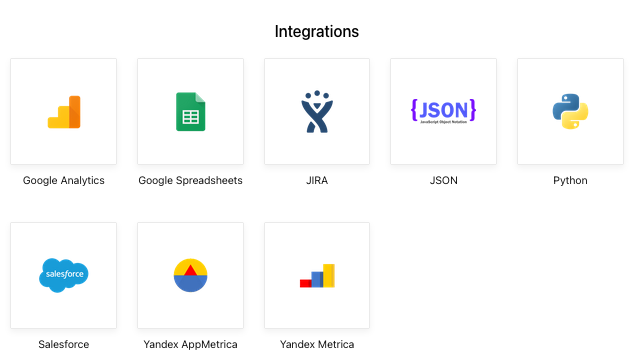 Integrations
{JSON}
JavaScript Object Notation
Google Analytics
Google Spreadsheets
JIRA
JSON
Python
salesforce
Salesforce
Yandex AppMetrica
Yandex Metrica